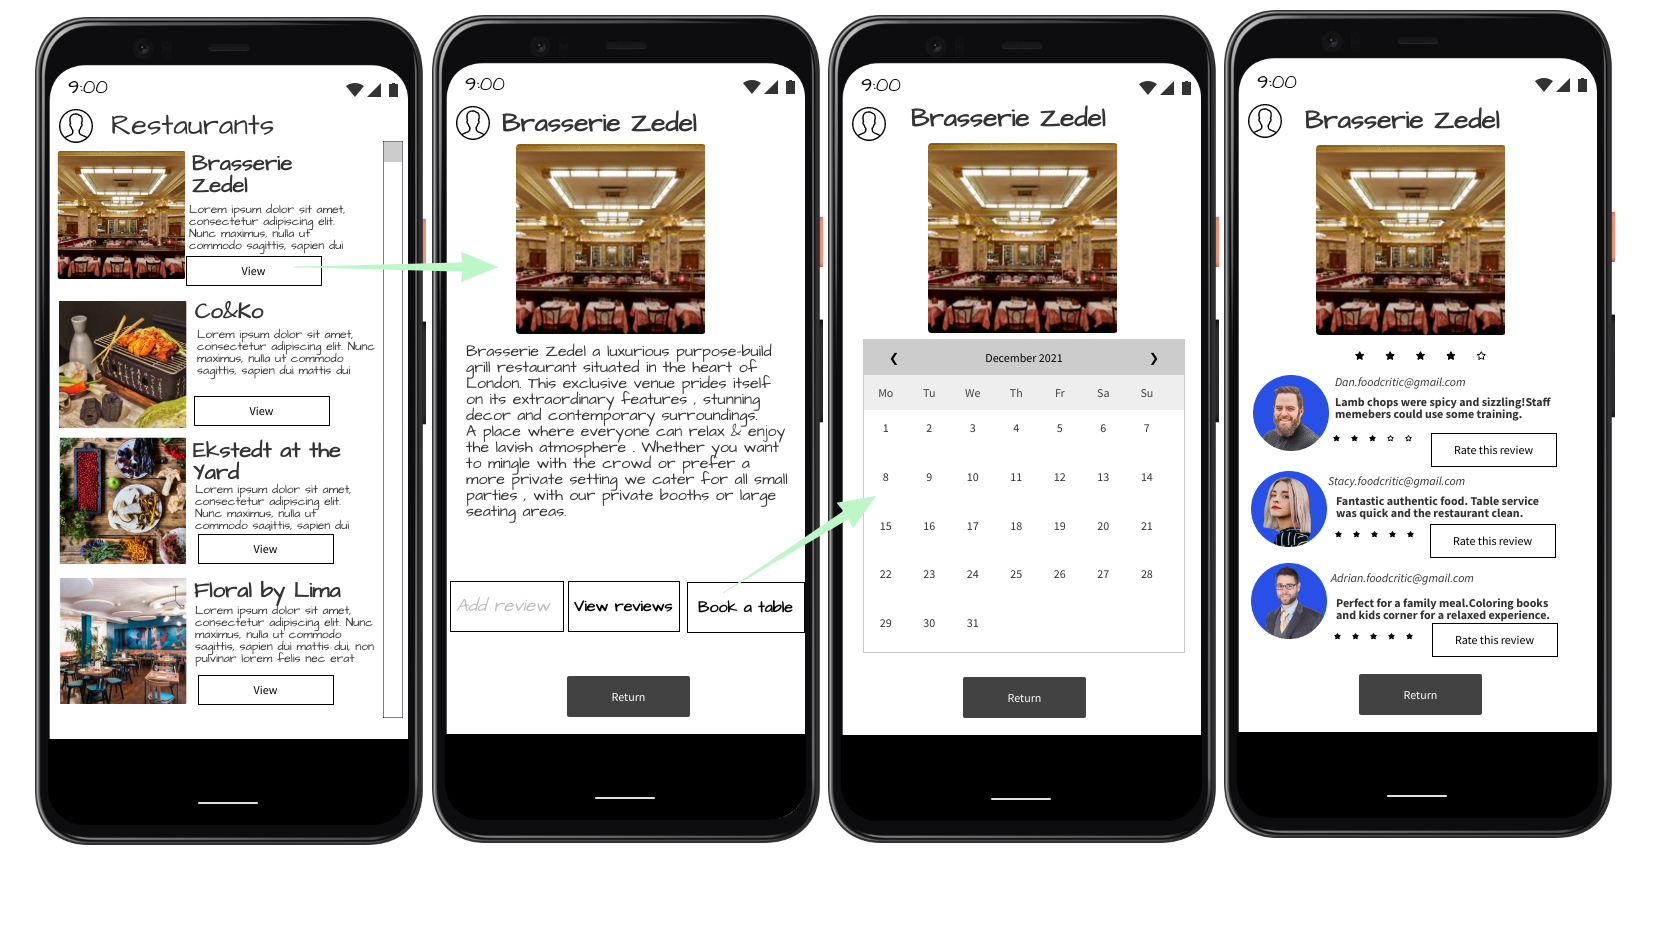 9:00
Restaurants
Brasserie
Zedel
Lorem ipsum dolor sit amet,
consectetur adipiscing elit.
Nunc maximus, nulla ut
commodo sagittis, sapien dui
View
Co&Ko
Lorem ipsum dolor sit amet,
consectetur adipiscing elit. Nunc
maximus, nulla ut commodo
sagittis, sapien dui mattis dui
View
Ekstedt at the
Yard
Lorem ipsum dolor sit amet,
consectetur adipiscing elit.
Nunc maximus, nulla ut
commodo sagittis, sapien dui
View
Floral by Lima
Lorem ipsum dolor sit amet,
consectetur adipiscing elit. Nunc
maximus, nulla ut commodo
sagittis, sapien dui mattis dui, non
pulvinar lorem felis nec erat
View
9:00
Brasserie Zedel
Brasserie Zedel a luxurious purpose-build
grill restaurant situated in the heart of
London. This exclusive venue prides itself
on its extraordinary features , stunning
decor and contemporary surroundings.
A place where everyone can relax & enjoy
the lavish atmosphere . Whether you want
to mingle with the crowd or prefer a
more private setting we cater for all small
parties , with our private booths or large
seating areas.
Add review
View reviews
Book a table
Return
9:00
Brasserie Zedel
December 2021
Mo Tu We Th Fr Sa Su
1 2 3 4 5 6 7
8 9 10 11 12 13 14
15 16 17 18 19 20 21
22 23 24 25 26 27 28
29 30 31
Return
9:00
Brasserie Zedel
Dan.foodcritic@gmail.com
Lamb chops were spicy and sizzling!Staff
memebers could use some training.
Rate this review
Stacy.foodcritic@gmail.com
Fantastic authentic food. Table service
was quick and the restaurant clean.
Rate this review
Adrian.foodcritic@gmail.com
Perfect for a family meal.Coloring books
and kids corner for a relaxed experience.
Rate this review
Return